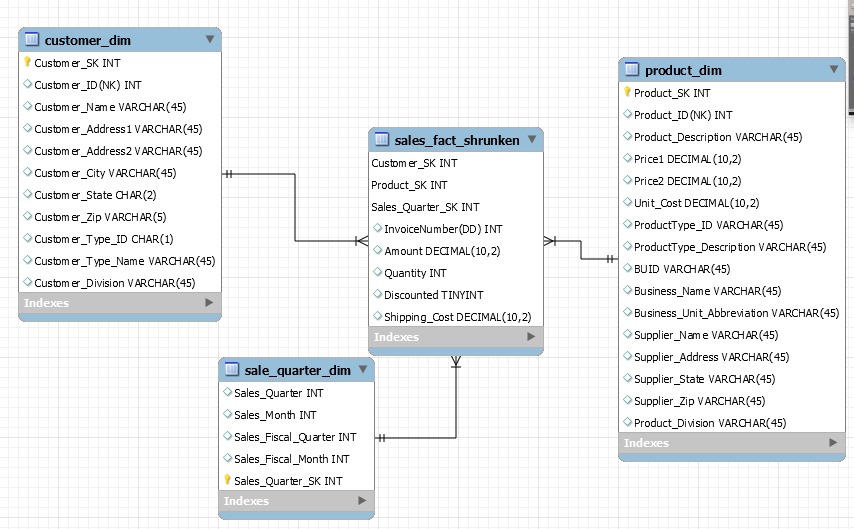 customer_dim
Customer_SK INT
Customer_ID(NK) INT
Customer_Name VARCHAR(45)
Customer_Address1 VARCHAR(45)
Customer_Address2 VARCHAR(45)
Customer_City VARCHAR(45)
Customer_State CHAR(2)
Customer_Zip VARCHAR(5)
Customer_Type_ID CHAR(1)
Customer_Type_Name VARCHAR(45)
Customer_Division VARCHAR(45)
Indexes
sales_fact_shrunken
Customer_SK INT
Product_SK INT
Sales_Quarter_SK INT
InvoiceNumber(DD) INT
Amount DECIMAL(10,2)
Quantity INT
Discounted TINYINT
Shipping_Cost DECIMAL(10,2)
Indexes
product_dim
Product_SK INT
Product_ID(NK) INT
Product_Description VARCHAR(45)
Price1 DECIMAL(10,2)
Price2 DECIMAL(10,2)
Unit_Cost DECIMAL(10,2)
ProductType_ID VARCHAR(45)
ProductType_Description VARCHAR(45)
BUID VARCHAR(45)
Business_Name VARCHAR(45)
Business_Unit_Abbreviation VARCHAR(45)
Supplier_Name VARCHAR(45)
Supplier_Address VARCHAR(45)
Supplier_State VARCHAR(45)
Supplier_Zip VARCHAR(45)
Product_Division VARCHAR(45)
Indexes
sale_quarter_dim
Sales_Quarter INT
Sales_Month INT
Sales_Fiscal_Quarter INT
Sales_Fiscal_Month INT
Sales_Quarter_SK INT
Indexes